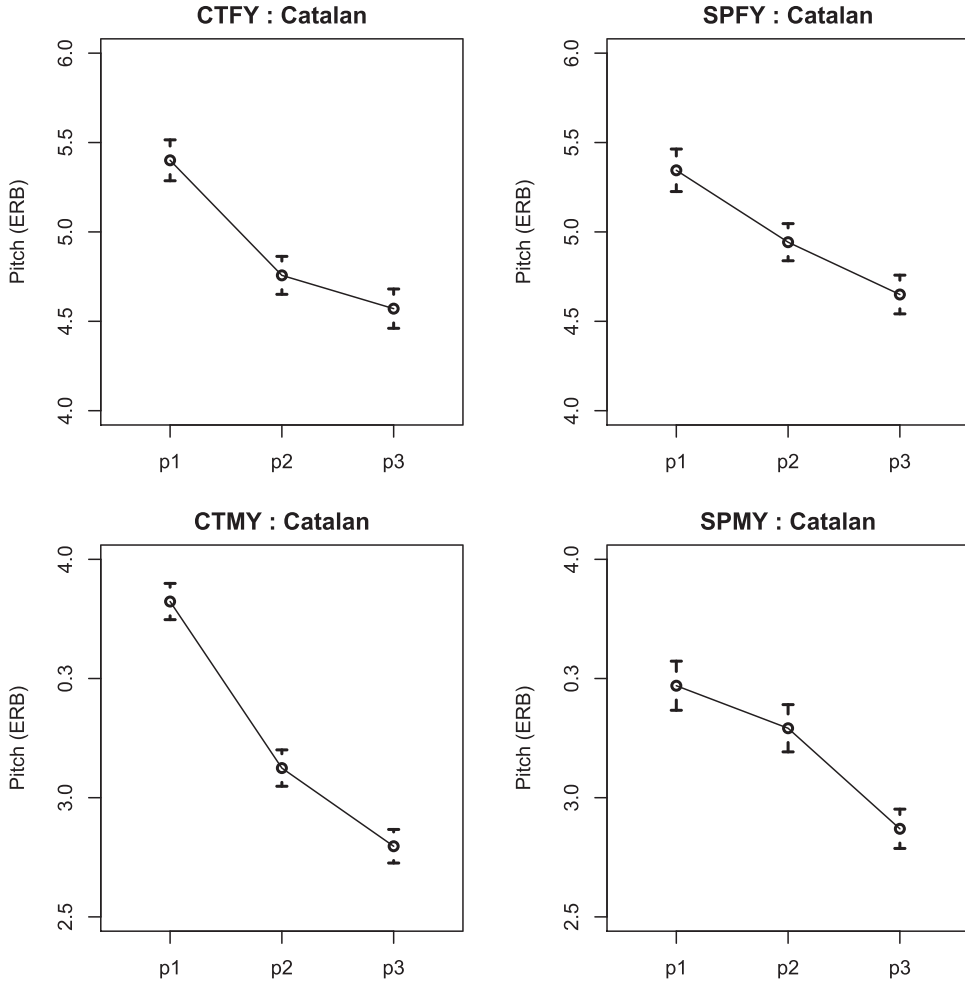 CTFY : Catalan
Pitch (ERB)
6.0
5.5
5.0
4.5
4.0
p1 p2 p3
SPFY : Catalan
Pitch (ERB)
6.0
5.5
5.0
4.5
4.0
p1 p2 p3
CTMY : Catalan
Pitch (ERB)
4.0
0.3
3.0
2.5
p1 p2 p3
SPMY : Catalan
Pitch (ERB)
4.0
0.3
3.0
2.5
p1 p2 p3